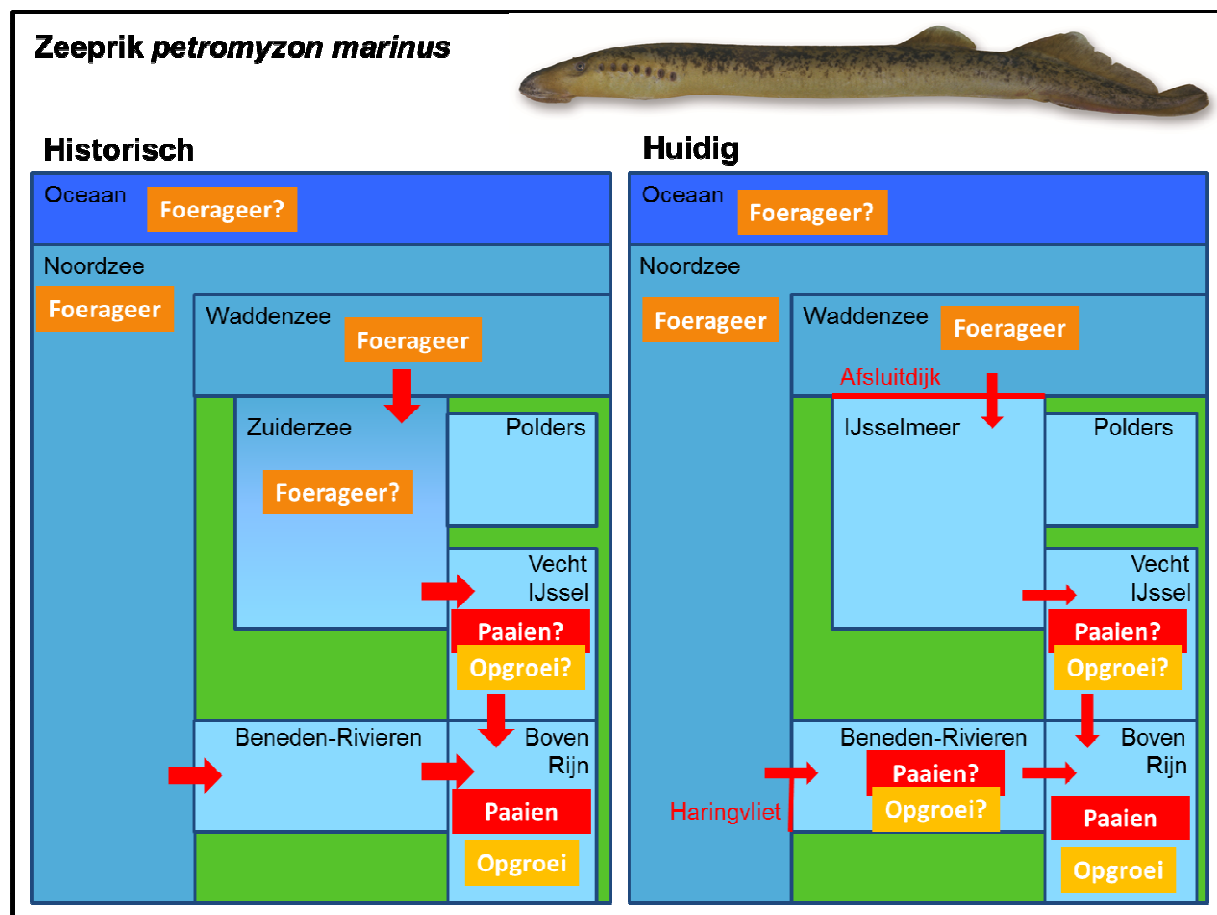 Zeeprik petromyzon marinus
Historisch
Oceaan
Foerageer?
Noordzee
Foerageer
Waddenzee
Foerageer
Zuiderzee
Foerageer?
Polders
Vecht
IJssel
Paaien?
Opgroei?
Beneden-Rivieren
Boven
Rijn
Paaien
Opgroei
Huidig
Oceaan
Foerageer?
Noordzee
Foerageer
Waddenzee
Foerageer
Afsluitdijk
IJsselmeer
Polders
Vecht
IJssel
Paaien?
Opgroei?
Beneden-Rivieren
Paaien?
Opgroei?
Haringvliet
Boven
Rijn
Paaien
Opgroei